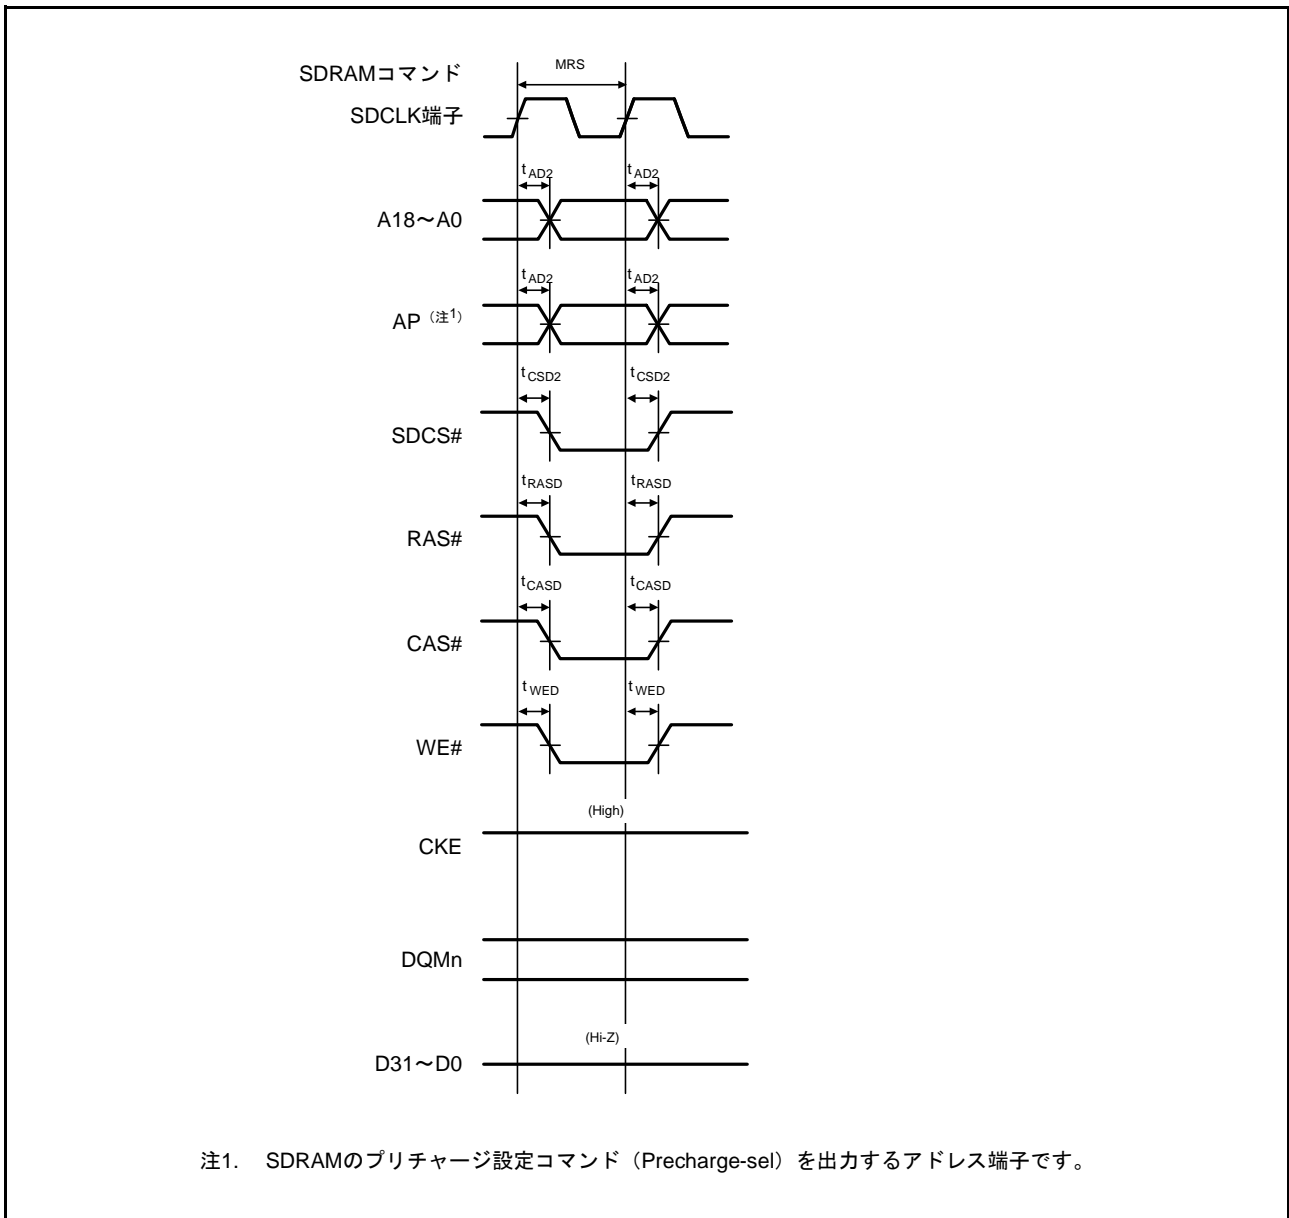 SDRAMコマンド MRS
SDCLK端子
tAD2 tAD2
A18～A0
tAD2 tAD2
AP（注1）
tCSD2 tCSD2
SDCS#
tRASD tRASD
RAS#
tCASD tCASD
CAS#
tWED tWED
WE#
(High)
CKE
DQMn
(Hi-Z)
D31～D0
注1. SDRAMのプリチャージ設定コマンド（Precharge-sel）を出力するアドレス端子です。